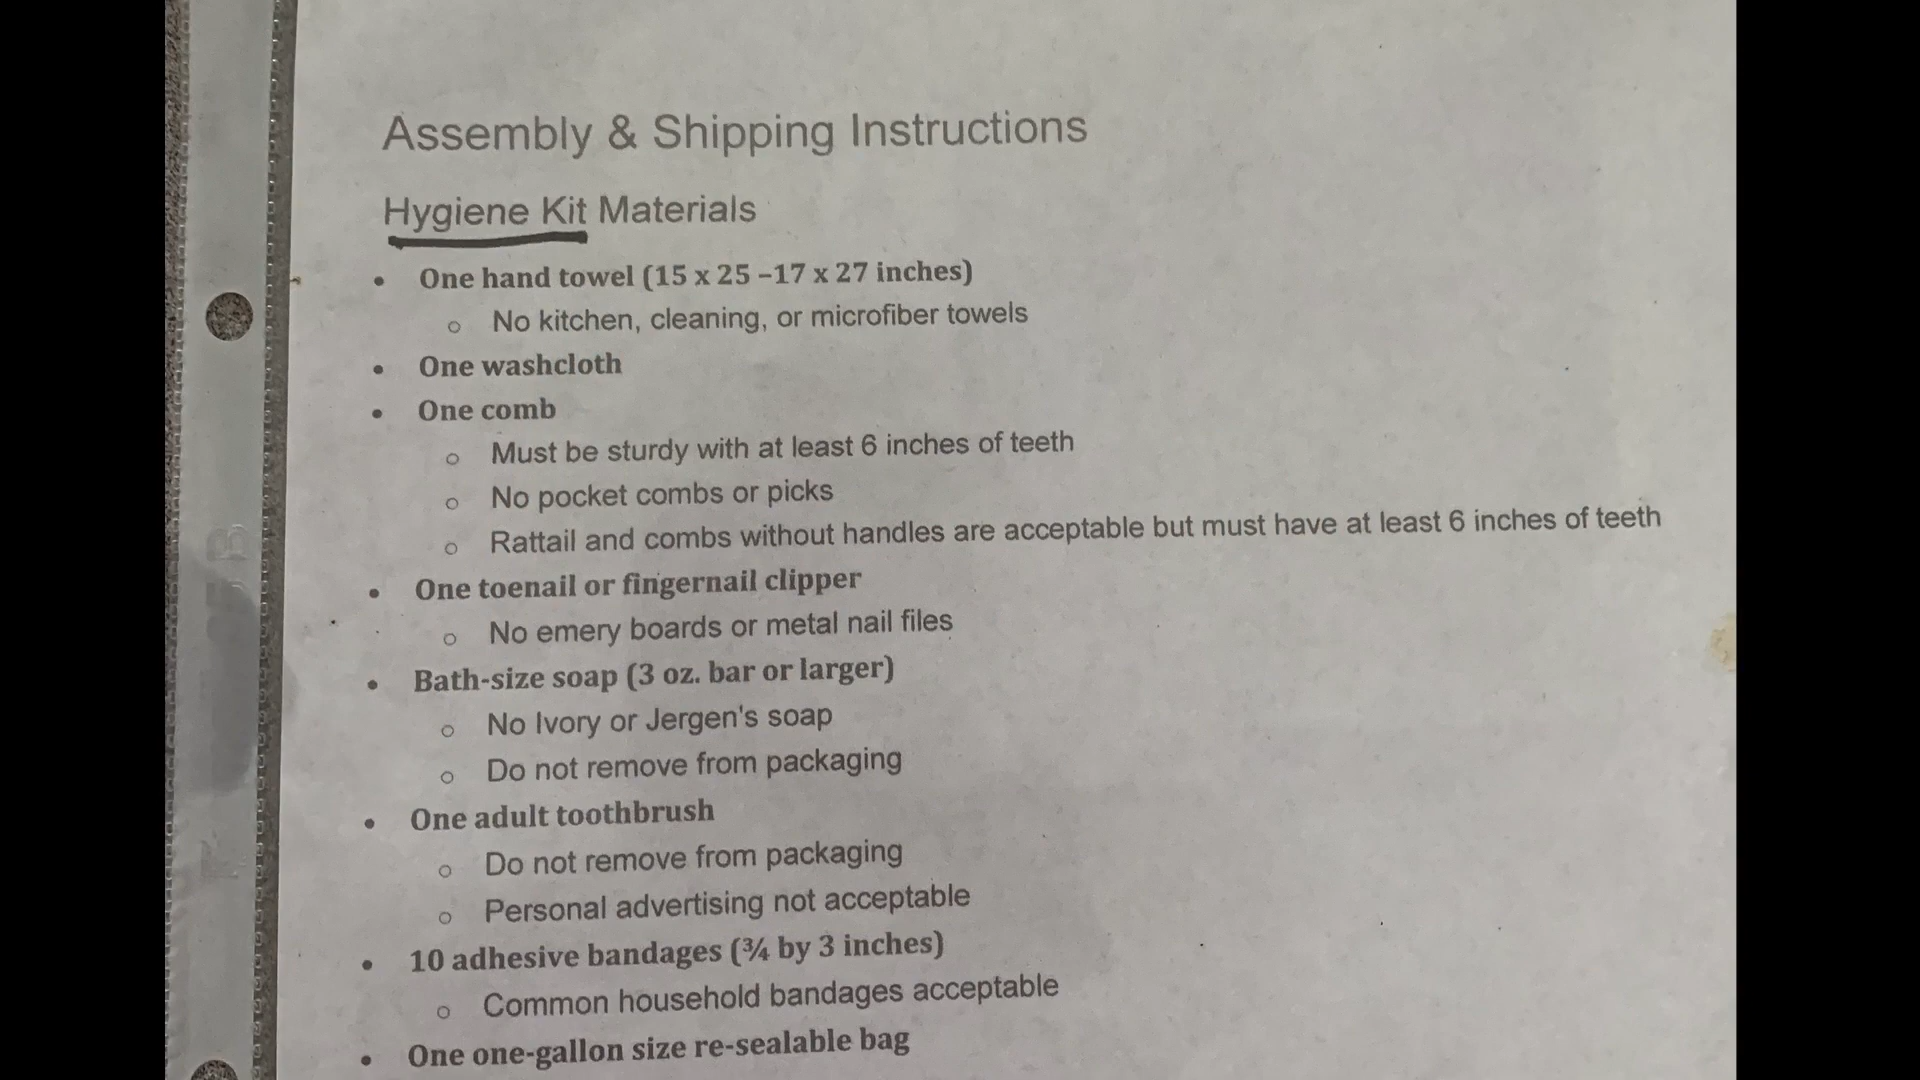 Assembly & Shipping Instructions
Hygiene Kit Materials
• One hand towel (15 x 25 –17 x 27 inches)
o No kitchen, cleaning, or microfiber towels
• One washcloth
• One comb
o Must be sturdy with at least 6 inches of teeth
o No pocket combs or picks
o Rattail and combs without handles are acceptable but must have at least 6 inches of teeth
• One toenail or fingernail clipper
o No emery boards or metal nail files
• Bath-size soap (3 oz. bar or larger)
o No Ivory or Jergen's soap
o Do not remove from packaging
• One adult toothbrush
o Do not remove from packaging
o Personal advertising not acceptable
• 10 adhesive bandages (¾ by 3 inches)
o Common household bandages acceptable
• One one-gallon size re-sealable bag